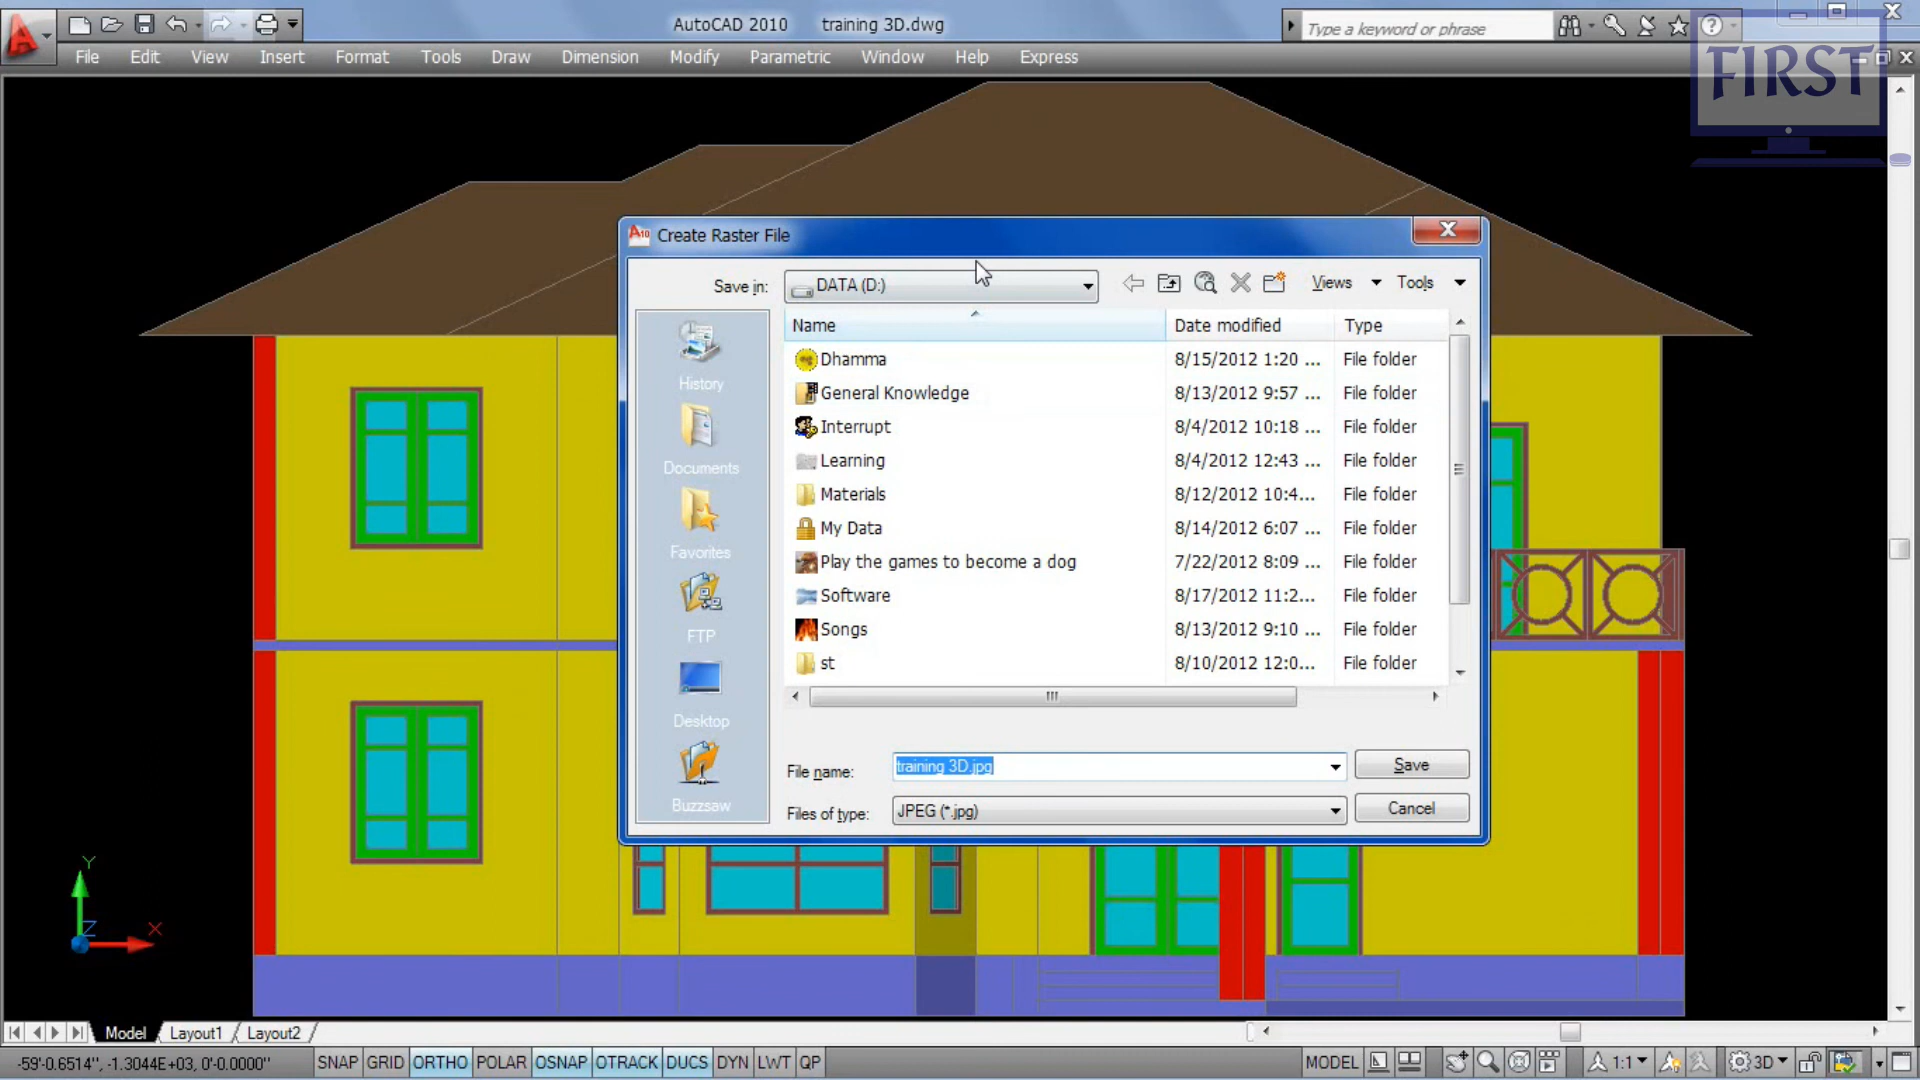 AutoCAD 2010 training 3D.dwg Type a keyword or phrase
File Edit View Insert Format Tools Draw Dimension Modify Parametric Window Help Express
FIRST
Create Raster File
Save in: DATA (D:) Views Tools
Name Date modified Type
Dhamma 8/15/2012 1:20 ... File folder
General Knowledge 8/13/2012 9:57 ... File folder
Interrupt 8/4/2012 10:18 ... File folder
Learning 8/4/2012 12:43 ... File folder
Materials 8/12/2012 10:4... File folder
My Data 8/14/2012 6:07 ... File folder
Play the games to become a dog 7/22/2012 8:09 ... File folder
Software 8/17/2012 11:2... File folder
Songs 8/13/2012 9:10 ... File folder
st 8/10/2012 12:0... File folder
History
Documents
Favorites
FTP
Desktop
Buzzsaw
File name: training 3D.jpg Save
Files of type: JPEG (*.jpg) Cancel
Y
Z
X
Model Layout1 Layout2
-59'-0.6514", -1.3044E+03, 0'-0.0000" SNAP GRID ORTHO POLAR OSNAP OTRACK DUCS DYN LWT QP MODEL 1:1 3D